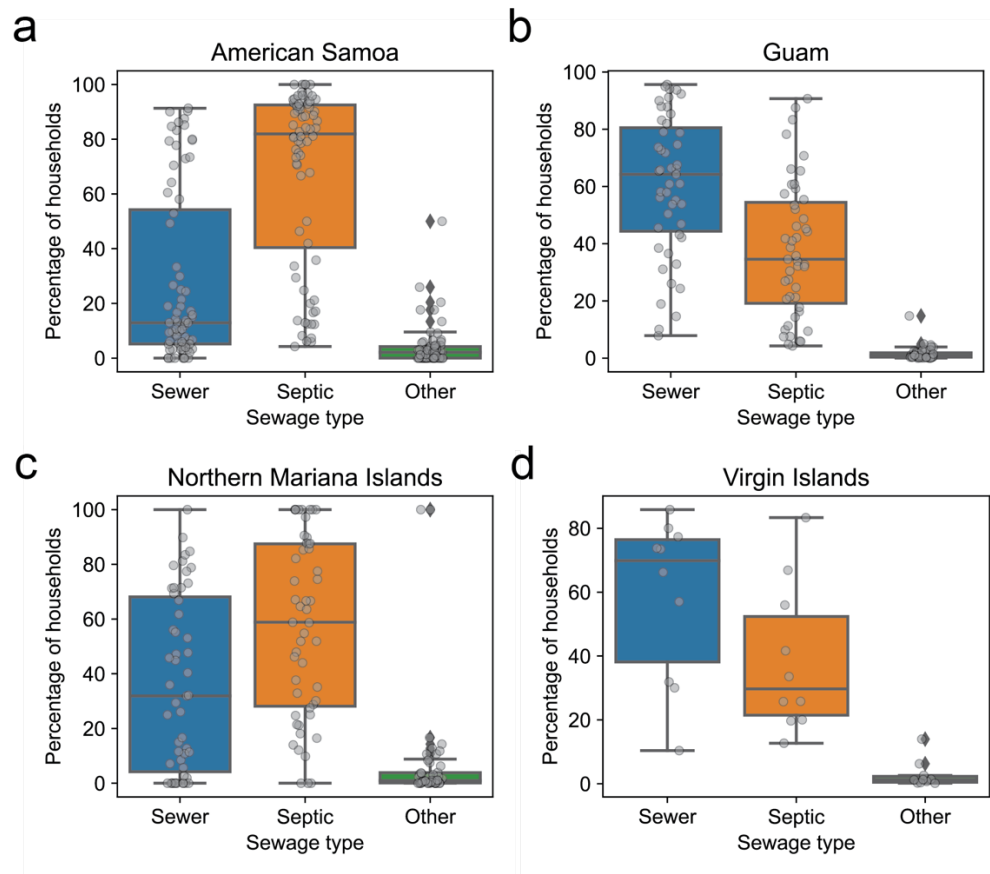 a
American Samoa
Percentage of households
100
80
60
40
20
0
Sewer Septic Other
Sewage type
b
Guam
Percentage of households
100
80
60
40
20
0
Sewer Septic Other
Sewage type
c
Northern Mariana Islands
Percentage of households
100
80
60
40
20
0
Sewer Septic Other
Sewage type
d
Virgin Islands
Percentage of households
80
60
40
20
0
Sewer Septic Other
Sewage type